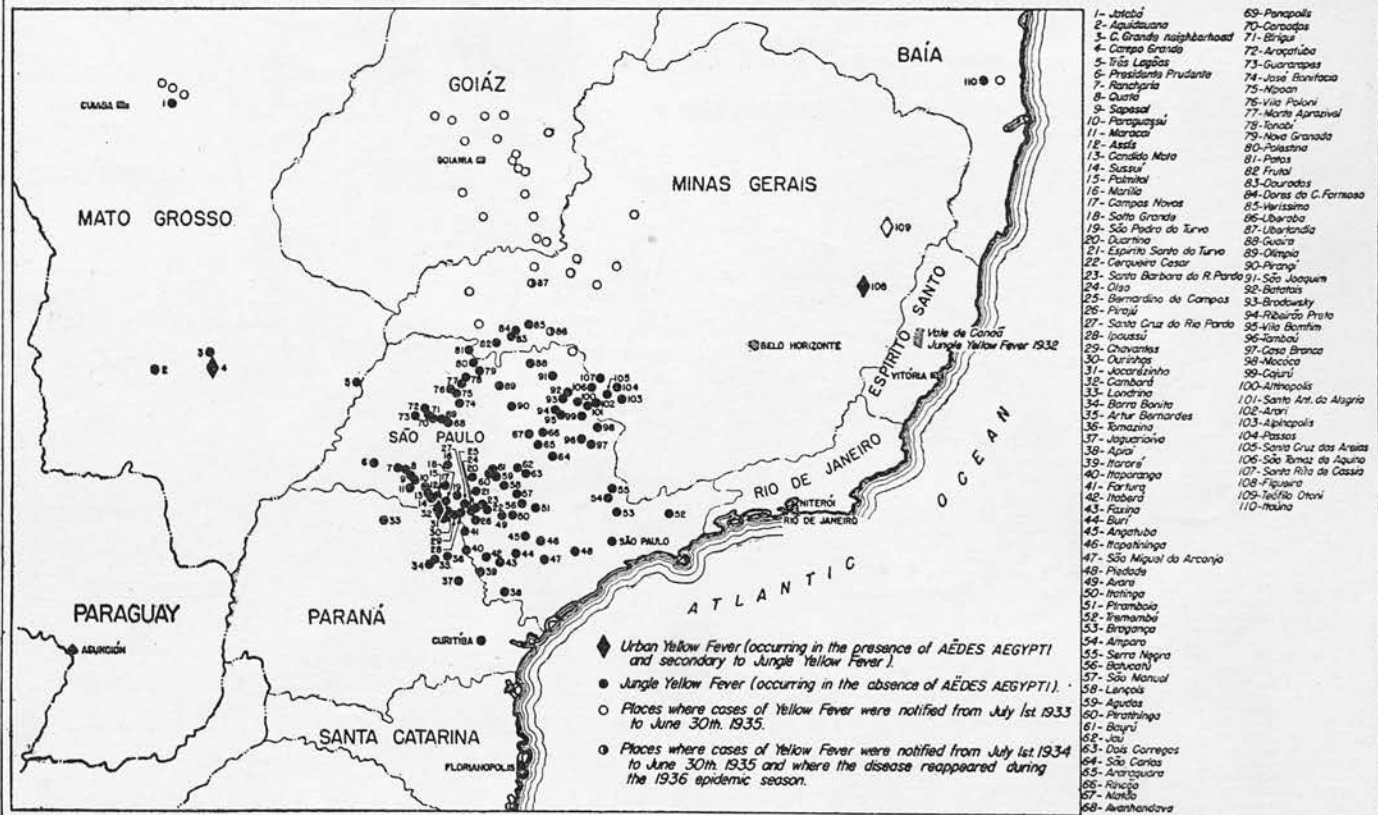 BAÍA
GOIÁZ
CUIABÁ
GOIANIA
MINAS GERAIS
MATO GROSSO
ESPIRITO SANTO
Vale de Canaã
Jungle Yellow Fever 1932
BELO HORIZONTE
VITÓRIA
SÃO PAULO
RIO DE JANEIRO
NITERÓI
RIO DE JANEIRO
SÃO PAULO
ATLANTIC
OCEAN
PARAGUAY
ASUNCIÓN
PARANÁ
CURITÍBA
SANTA CATARINA
FLORIANOPOLIS
Urban Yellow Fever (occurring in the presence of AËDES AEGYPTI
and secondary to Jungle Yellow Fever).
Jungle Yellow Fever (occurring in the absence of AËDES AEGYPTI).
Places where cases of Yellow Fever were notified from July 1st 1933
to June 30th. 1935.
Places where cases of Yellow Fever were notified from July 1st. 1934
to June 30th. 1935 and where the disease reappeared during
the 1936 epidemic season.
1-
2- Aquidauana
3- C. Grande neighborhood
4- Campo Grande
5- Três Lagôas
6- Presidente Prudente
7- Rancharia
8- Quatá
9- Sapesal
10- Paraguassú
11- Maracaí
12- Assís
13- Candido Mota
14- Sussuí
15- Palmital
16- Marilia
17- Campos Novos
18- Salto Grande
19- São Pedro do Turvo
20- Duartina
21- Espirito Santo do Turvo
22- Cerqueira Cesar
23- Santa Barbara do R. Pardo
24- Oleo
25- Bernardino de Campos
26- Pirajú
27- Santa Cruz do Rio Pardo
28- Ipaussú
29- Chavantes
30- Ourinhos
31- Jacarézinho
32- Cambará
33- Londrina
34- Barra Bonita
35- Artur Bernardes
36- Tomazina
37- Jaguariaiva
38- Apiaí
39- Itararé
40- Itaporanga
41- Fartura
42- Itaberá
43- Faxina
44- Burí
45- Angatuba
46- Itapetininga
47- São Miguel do Arcanjo
48- Piedade
49- Avaré
50- Itatinga
51- Piramboia
52- Tremembé
53- Bragança
54- Amparo
55- Serra Negra
56- Botucatú
57- São Manuel
58- Lençois
59- Agudos
60- Piratininga
61- Baurú
62- Jaú
63- Dois Corregos
64- São Carlos
65- Araraquara
66- Rincão
67- Matão
68- Avanhandava
69- Penapolis
70- Coroados
71- Birigui
72- Araçatúba
73- Guararapes
74- José Bonifacio
75- Nipoan
76- Vila Poloni
77- Monte Aprazivel
78- Tanabi
79- Nova Granada
80- Palestina
81- Patos
82 Frutal
83- Dourados
84- Dores do C. Formoso
85- Verissimo
86- Uberaba
87- Uberlandia
88- Guaira
89- Olimpia
90- Pirangí
91- São Joaquim
92- Batatais
93- Brodowsky
94- Ribeirão Preto
95- Vila Bomfim
96- Tambaú
97- Casa Branca
98- Mococa
99- Cajurú
100- Altinopolis
101- Santo Ant. da Alegria
102- Arari
103- Alpinopolis
104- Passos
105- Santa Cruz das Areias
106- São Tomaz de Aquino
107- Santa Rita de Cassia
108- Figueira
109- Teófilo Otoni
110- Itaúna